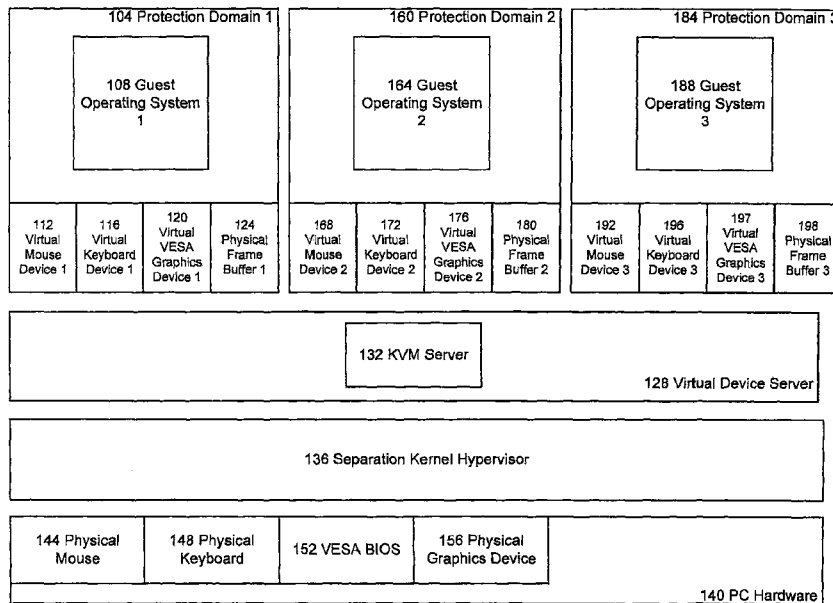 104 Protection Domain 1
108 Guest
Operating System
1
112
Virtual
Mouse
Device 1
116
Virtual
Keyboard
Device 1
120
Virtual
VESA
Graphics
Device 1
124
Physical
Frame
Buffer 1
160 Protection Domain 2
164 Guest
Operating System
2
168
Virtual
Mouse
Device 2
172
Virtual
Keyboard
Device 2
176
Virtual
VESA
Graphics
Device 2
180
Physical
Frame
Buffer 2
184 Protection Domain 3
188 Guest
Operating System
3
192
Virtual
Mouse
Device 3
196
Virtual
Keyboard
Device 3
197
Virtual
VESA
Graphics
Device 3
198
Physical
Frame
Buffer 3
132 KVM Server
128 Virtual Device Server
136 Separation Kernel Hypervisor
144 Physical
Mouse
148 Physical
Keyboard
152 VESA BIOS
156 Physical
Graphics Device
140 PC Hardware